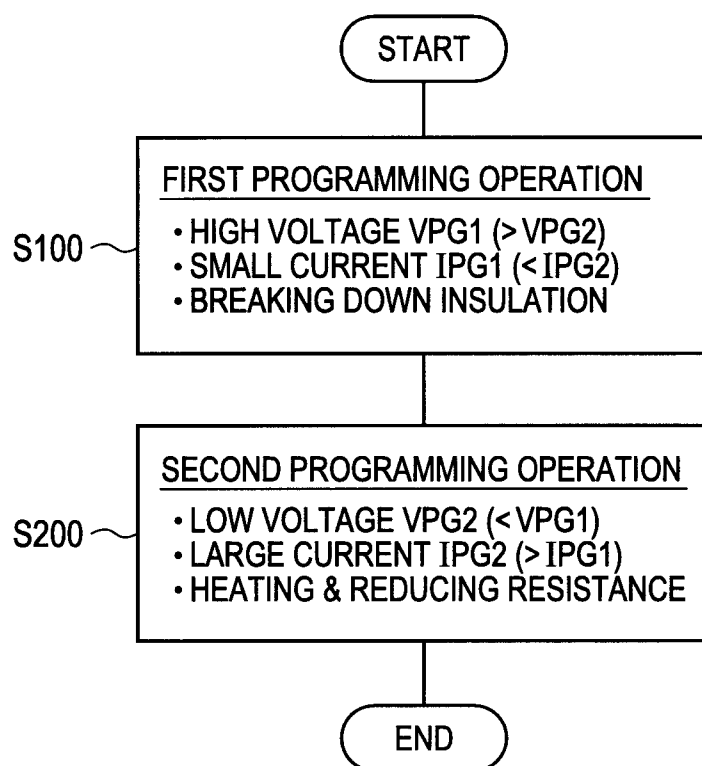 START
S100
FIRST PROGRAMMING OPERATION
• HIGH VOLTAGE VPG1 (> VPG2)
• SMALL CURRENT IPG1 (< IPG2)
• BREAKING DOWN INSULATION
S200
SECOND PROGRAMMING OPERATION
• LOW VOLTAGE VPG2 (< VPG1)
• LARGE CURRENT IPG2 (> IPG1)
• HEATING & REDUCING RESISTANCE
END